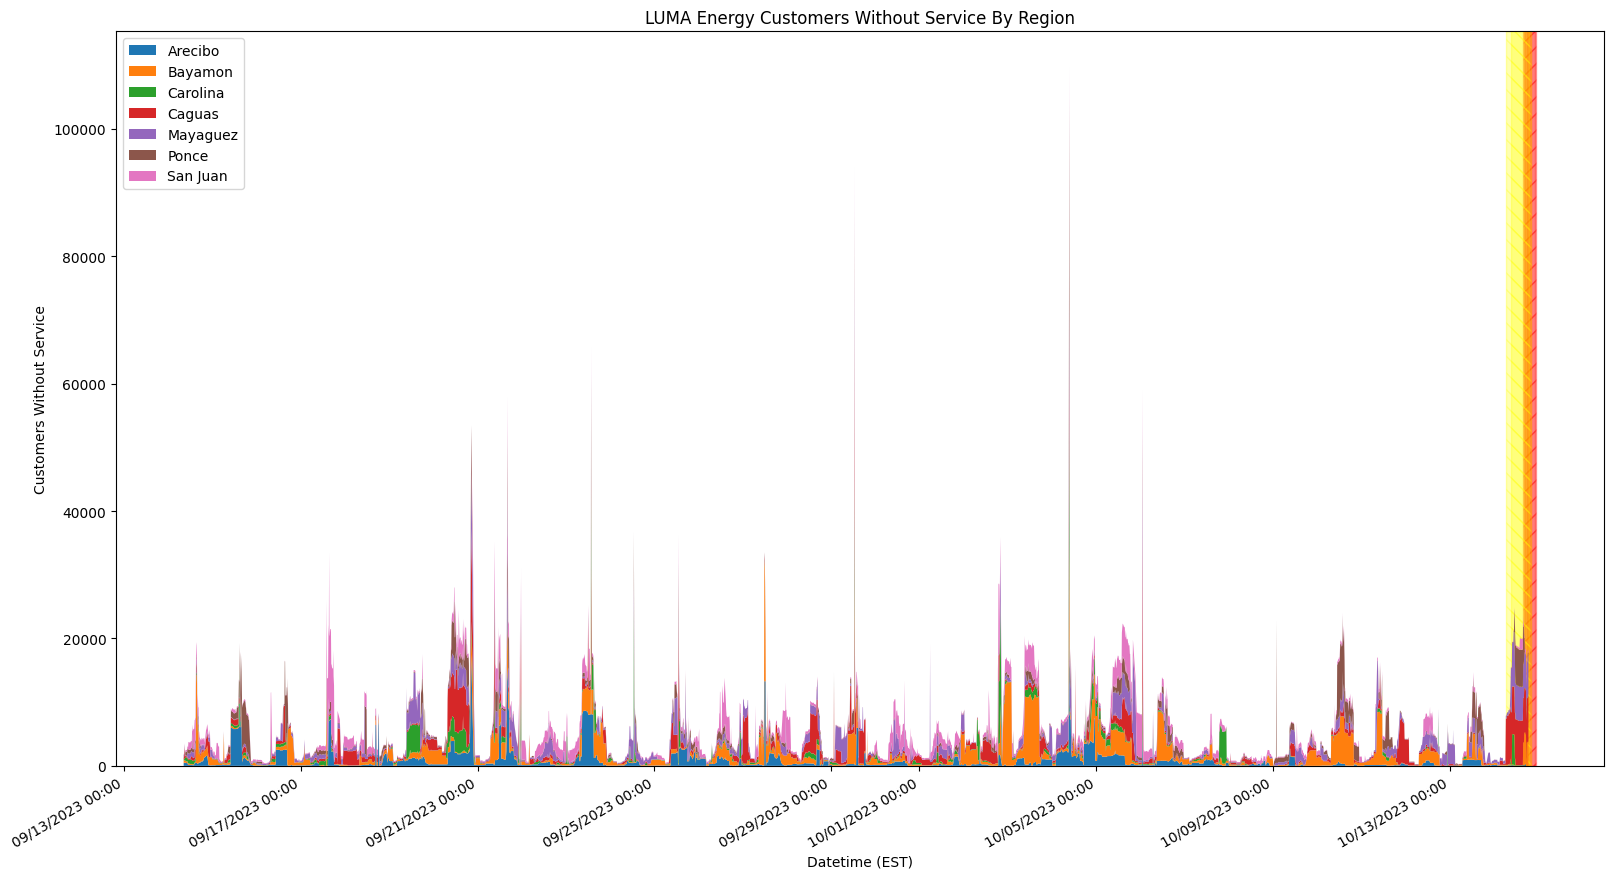 LUMA Energy Customers Without Service By Region
Arecibo
Bayamon
Carolina
Caguas
Mayaguez
Ponce
San Juan
100000
80000
60000
40000
20000
0
Customers Without Service
09/13/2023 00:00
09/17/2023 00:00
09/21/2023 00:00
09/25/2023 00:00
09/29/2023 00:00
10/01/2023 00:00
10/05/2023 00:00
10/09/2023 00:00
10/13/2023 00:00
Datetime (EST)